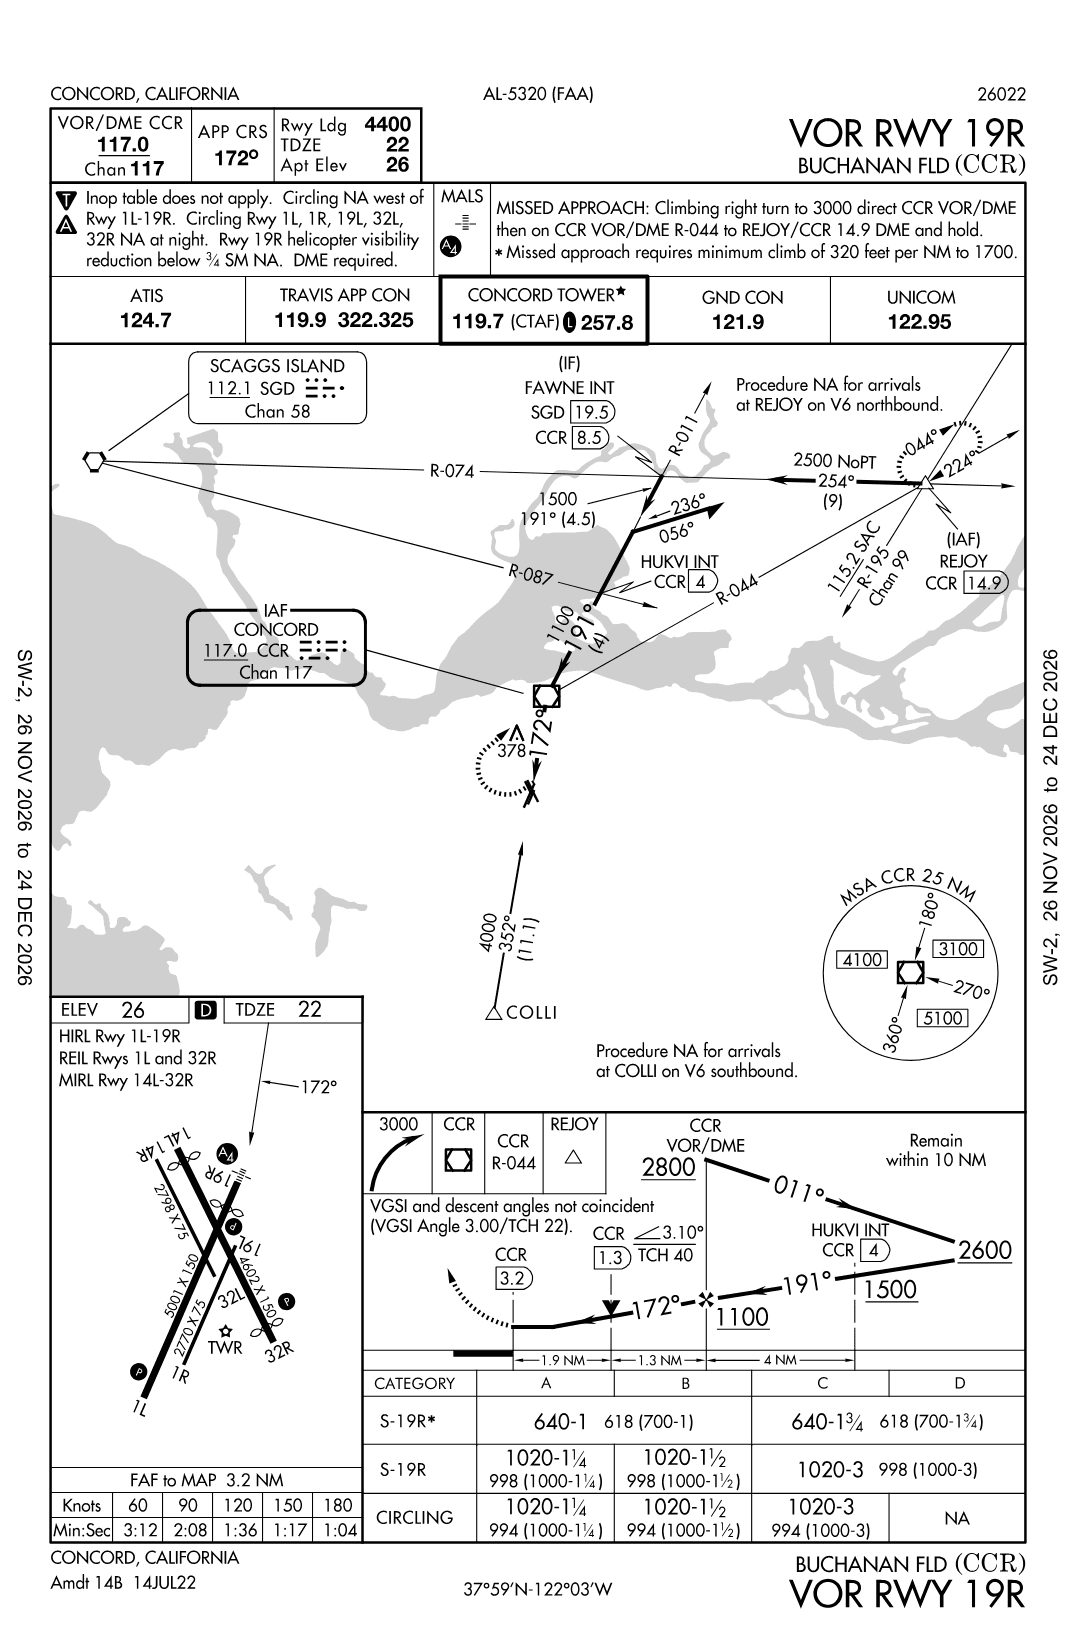 CONCORD, CALIFORNIA
AL-5320 (FAA)
26022
VOR/DME CCR
117.0
Chan 117
APP CRS
172°
Rwy Ldg 4400
TDZE 22
Apt Elev 26
VOR RWY 19R
BUCHANAN FLD (CCR)
T
A
Inop table does not apply. Circling NA west of
Rwy 1L-19R. Circling Rwy 1L, 1R, 19L, 32L,
32R NA at night. Rwy 19R helicopter visibility
reduction below ¾ SM NA. DME required.
MALS
A4
MISSED APPROACH: Climbing right turn to 3000 direct CCR VOR/DME
then on CCR VOR/DME R-044 to REJOY/CCR 14.9 DME and hold.
* Missed approach requires minimum climb of 320 feet per NM to 1700.
ATIS
124.7
TRAVIS APP CON
119.9 322.325
CONCORD TOWER★
119.7 (CTAF) L 257.8
GND CON
121.9
UNICOM
122.95
SCAGGS ISLAND
112.1 SGD
Chan 58
(IF)
FAWNE INT
SGD 19.5
CCR 8.5
R-011
Procedure NA for arrivals
at REJOY on V6 northbound.
044°
224°
R-074
2500 NoPT
254°
(9)
1500
191° (4.5)
236°
056°
(IAF)
REJOY
CCR 14.9
115.2 SAC
R-195
Chan 99
HUKVI INT
CCR 4
R-087
R-044
1100
191°
(4)
IAF
CONCORD
117.0 CCR
Chan 117
172°
378
4000
352°
(11.1)
COLLI
MSA CCR 25 NM
180°
3100
4100
270°
5100
360°
Procedure NA for arrivals
at COLLI on V6 southbound.
SW-2, 26 NOV 2026 to 24 DEC 2026
SW-2, 26 NOV 2026 to 24 DEC 2026
ELEV 26
D
TDZE 22
HIRL Rwy 1L-19R
REIL Rwys 1L and 32R
MIRL Rwy 14L-32R
172°
14L
14R
A4
19R
2798 X 75
P
19L
5001 X 150
4602 X 150
32L
P
2770 X 75
TWR
32R
P
1R
1L
FAF to MAP 3.2 NM
Knots 60 90 120 150 180
Min:Sec 3:12 2:08 1:36 1:17 1:04
3000
CCR
CCR
R-044
REJOY
CCR
VOR/DME
2800
Remain
within 10 NM
011°
VGSI and descent angles not coincident
(VGSI Angle 3.00/TCH 22).
CCR
1.3
3.10°
TCH 40
HUKVI INT
CCR 4
2600
CCR
3.2
191°
1500
172°
1100
1.9 NM
1.3 NM
4 NM
CATEGORY A B C D
S-19R* 640-1 618 (700-1) 640-1¾ 618 (700-1¾)
S-19R 1020-1¼ 1020-1½ 1020-3 998 (1000-3)
998 (1000-1¼) 998 (1000-1½)
CIRCLING 1020-1¼ 1020-1½ 1020-3 NA
994 (1000-1¼) 994 (1000-1½) 994 (1000-3)
CONCORD, CALIFORNIA
Amdt 14B 14JUL22
37°59'N-122°03'W
BUCHANAN FLD (CCR)
VOR RWY 19R